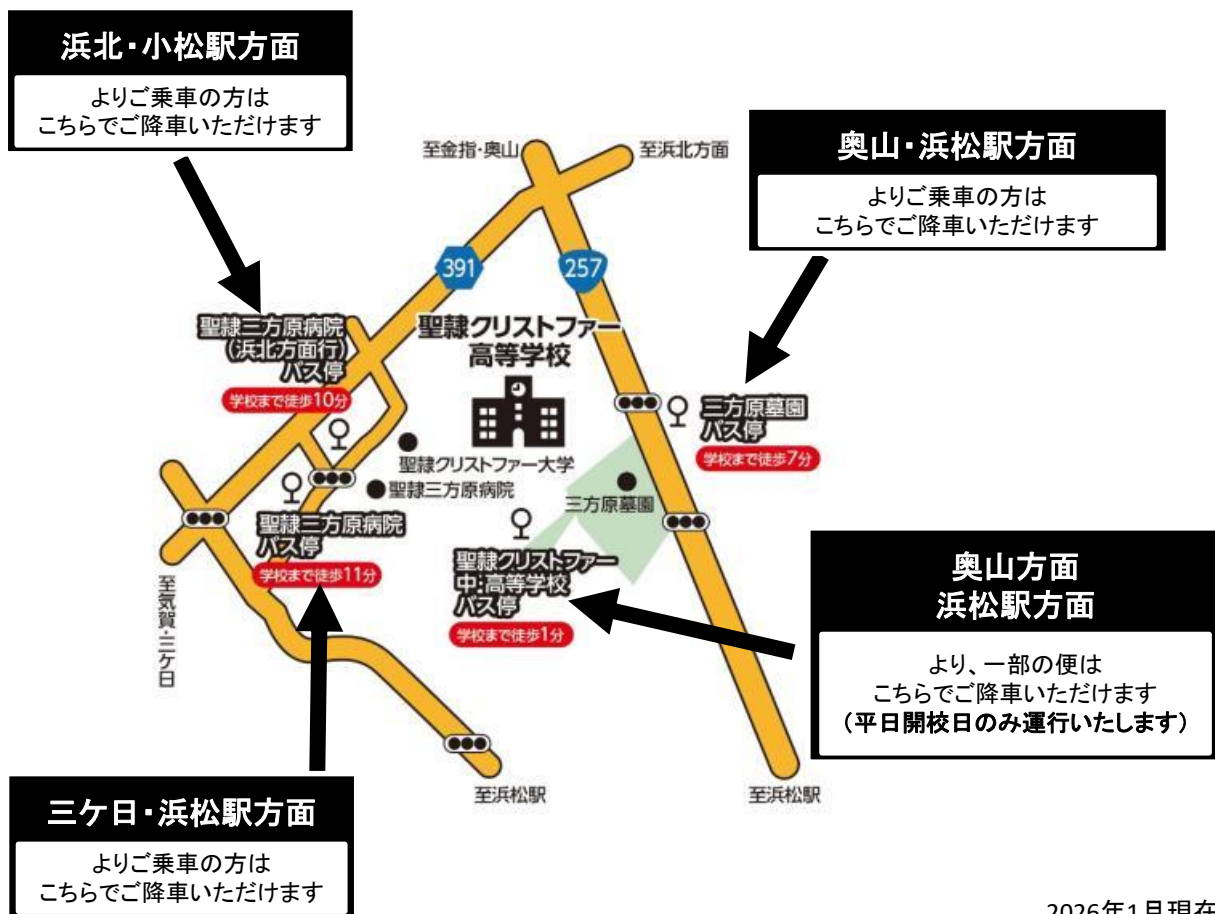 浜北・小松駅方面
よりご乗車の方は
こちらでご降車いただけます
奥山・浜松駅方面
よりご乗車の方は
こちらでご降車いただけます
至金指・奥山
至浜北方面
391
257
聖隷クリストファー
高等学校
聖隷三方原病院
(浜北方面行)
バス停
学校まで徒歩10分
三方原墓園
バス停
学校まで徒歩7分
聖隷クリストファー大学
聖隷三方原病院
三方原墓園
聖隷三方原病院
バス停
学校まで徒歩11分
聖隷クリストファー
中・高等学校
バス停
学校まで徒歩1分
奥山方面
浜松駅方面
より、一部の便は
こちらでご降車いただけます
(平日開校日のみ運行いたします)
至気賀・三ケ日
至浜松駅
至浜松駅
三ケ日・浜松駅方面
よりご乗車の方は
こちらでご降車いただけます
2026年1月現在